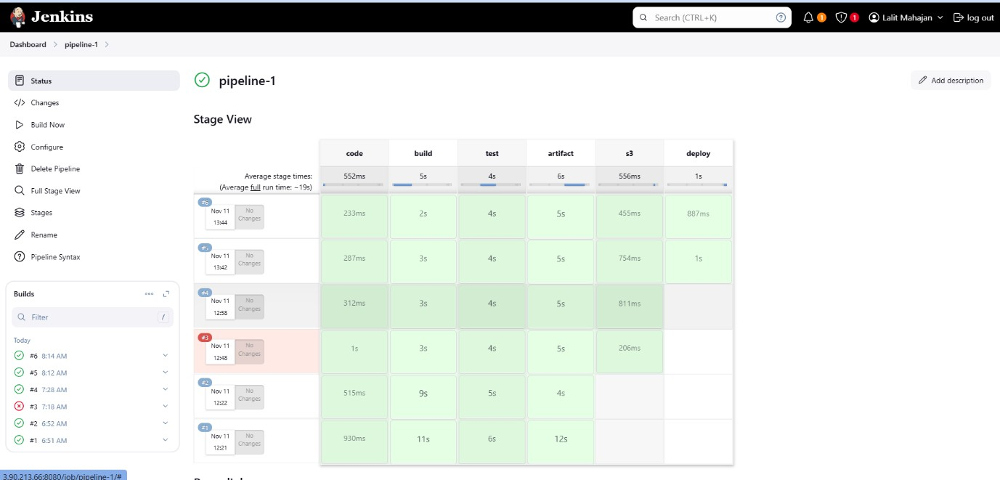 Jenkins
Search (CTRL+K)
?
1
1
Lalit Mahajan
log out
Dashboard
pipeline-1
Status
Changes
Build Now
Configure
Delete Pipeline
Full Stage View
Stages
Rename
Pipeline Syntax
Builds
Filter /
Today
#6 8:14 AM
#5 8:12 AM
#4 7:28 AM
#3 7:18 AM
#2 6:52 AM
#1 6:51 AM
pipeline-1
Add description
Stage View
code build test artifact s3 deploy
Average stage times: 552ms 5s 4s 6s 556ms 1s
(Average full run time: ~19s)
#6
Nov 11 No
13:44 Changes
233ms 2s 4s 5s 455ms 887ms
#5
Nov 11 No
13:42 Changes
287ms 3s 4s 5s 754ms 1s
#4
Nov 11 No
12:58 Changes
312ms 3s 4s 5s 811ms
#3
Nov 11 No
12:48 Changes
1s 3s 4s 5s 206ms
#2
Nov 11 No
12:22 Changes
515ms 9s 5s 4s
#1
Nov 11 No
12:21 Changes
930ms 11s 6s 12s
3.90.213.66:8080/job/pipeline-1/#